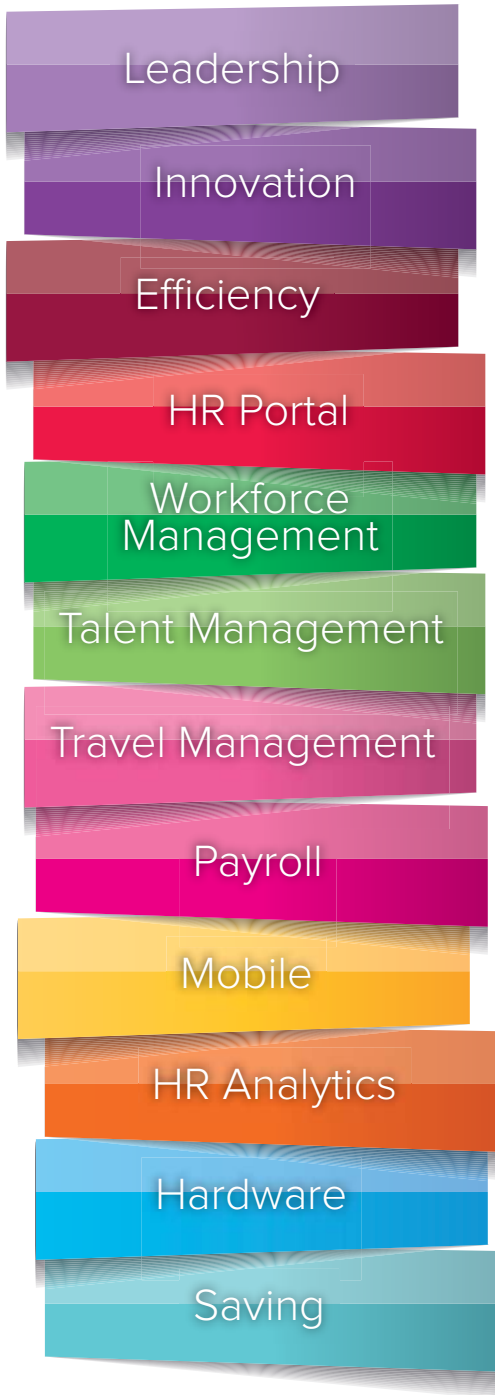 Leadership
Innovation
Efficiency
HR Portal
Workforce
Management
Talent Management
Travel Management
Payroll
Mobile
HR Analytics
Hardware
Saving